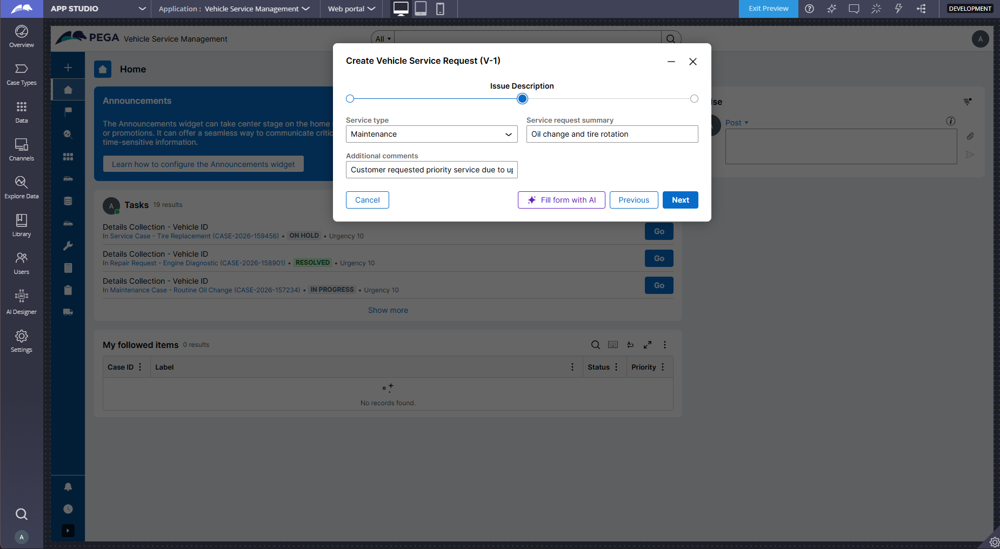 APP STUDIO
Application : Vehicle Service Management
Web portal
Exit Preview
DEVELOPMENT
Overview
Case Types
Data
Channels
Explore Data
Library
Users
AI Designer
AI
Settings
A
PEGA Vehicle Service Management
All
A
Home
Announcements
The Announcements widget can take center stage on the home
or promotions. It can offer a seamless way to communicate
time-sensitive information.
Learn how to configure the Announcements widget
Create Vehicle Service Request (V-1)
Issue Description
Service type
Maintenance
Service request summary
Oil change and tire rotation
Additional comments
Customer requested priority service due to
Cancel
Fill form with AI
Previous
Next
Post
A
Tasks 19 results
Details Collection - Vehicle ID
In Service Case - Tire Replacement (CASE-2026-159456) • ON HOLD • Urgency 10
Go
Details Collection - Vehicle ID
In Repair Request - Engine Diagnostic (CASE-2026-158901) • RESOLVED • Urgency 10
Go
Details Collection - Vehicle ID
In Maintenance Case - Routine Oil Change (CASE-2026-157234) • IN PROGRESS • Urgency 10
Go
Show more
My followed items 0 results
Case ID
Label
Status
Priority
No records found.